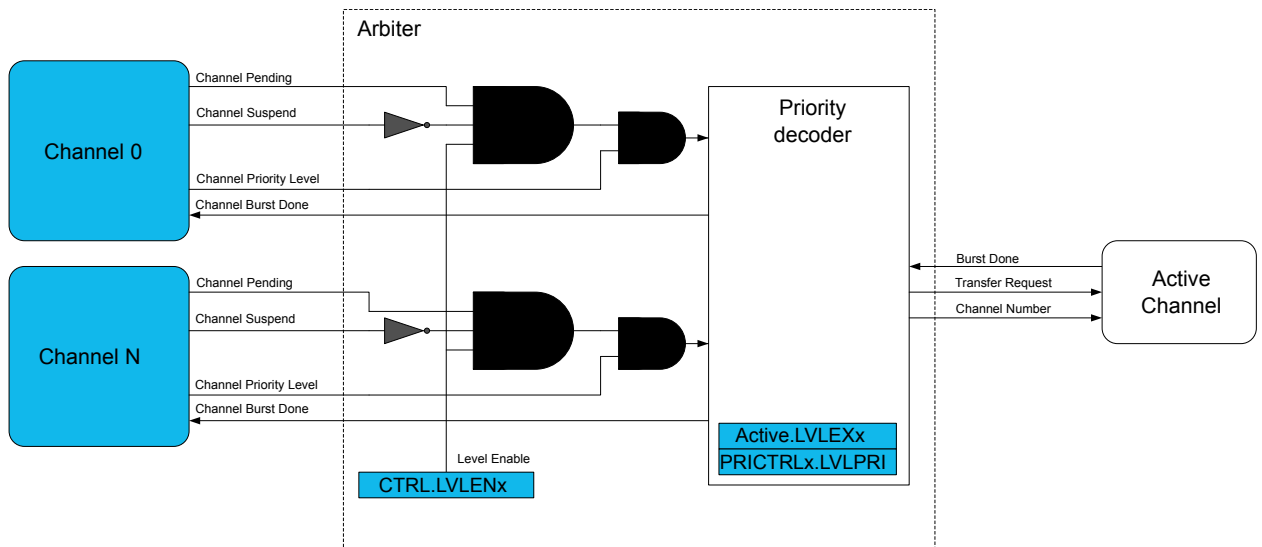 Arbiter
Channel Pending
Channel Suspend
Channel 0
Channel Priority Level
Channel Burst Done
Priority
decoder
Burst Done
Transfer Request
Channel Number
Active
Channel
Channel Pending
Channel Suspend
Channel N
Channel Priority Level
Channel Burst Done
Level Enable
CTRL.LVLENx
Active.LVLEXx
PRICTRLx.LVLPRI